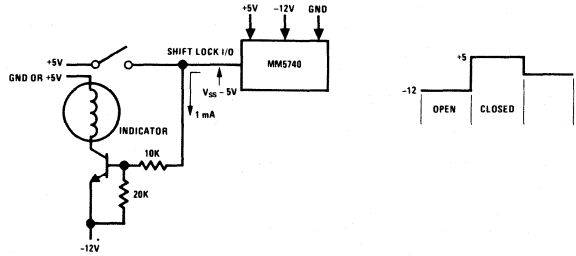 +5V -12V GND
SHIFT LOCK I/O
MM5740
+5V
GND OR +5V
VSS - 5V
1 mA
INDICATOR
10K
20K
-12V
+5
-12
OPEN CLOSED